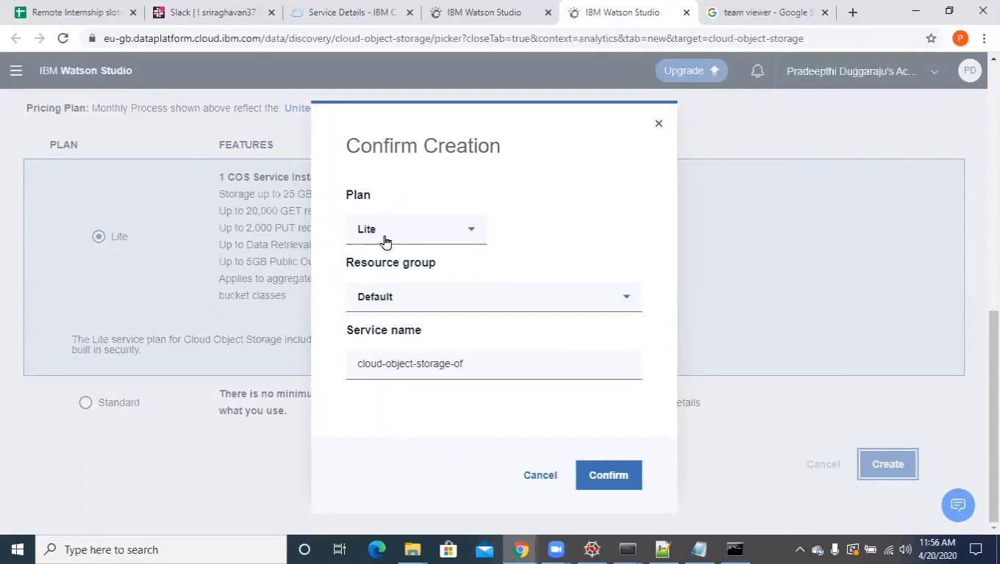 Remote Internship slots
Slack | ! sriraghavan37
Service Details - IBM C
IBM Watson Studio
IBM Watson Studio
team viewer - Google S
eu-gb.dataplatform.cloud.ibm.com/data/discovery/cloud-object-storage/picker?closeTab=true&context=analytics&tab=new&target=cloud-object-storage
P
IBM Watson Studio
Upgrade
Pradeepthi Duggaraju's Ac...
PD
Pricing Plan: Monthly Process shown above reflect the: Unite
PLAN
FEATURES
Lite
1 COS Service Inst
Storage up to 25 GB
Up to 20,000 GET re
Up to 2,000 PUT rec
Up to Data Retrieval
Up to 5GB Public Ou
Applies to aggregate
bucket classes
The Lite service plan for Cloud Object Storage includ
built in security.
Standard
There is no minimu
what you use.
etails
Cancel
Create
Confirm Creation
Plan
Lite
Resource group
Default
Service name
cloud-object-storage-of
Cancel
Confirm
Type here to search
11:56 AM
4/20/2020